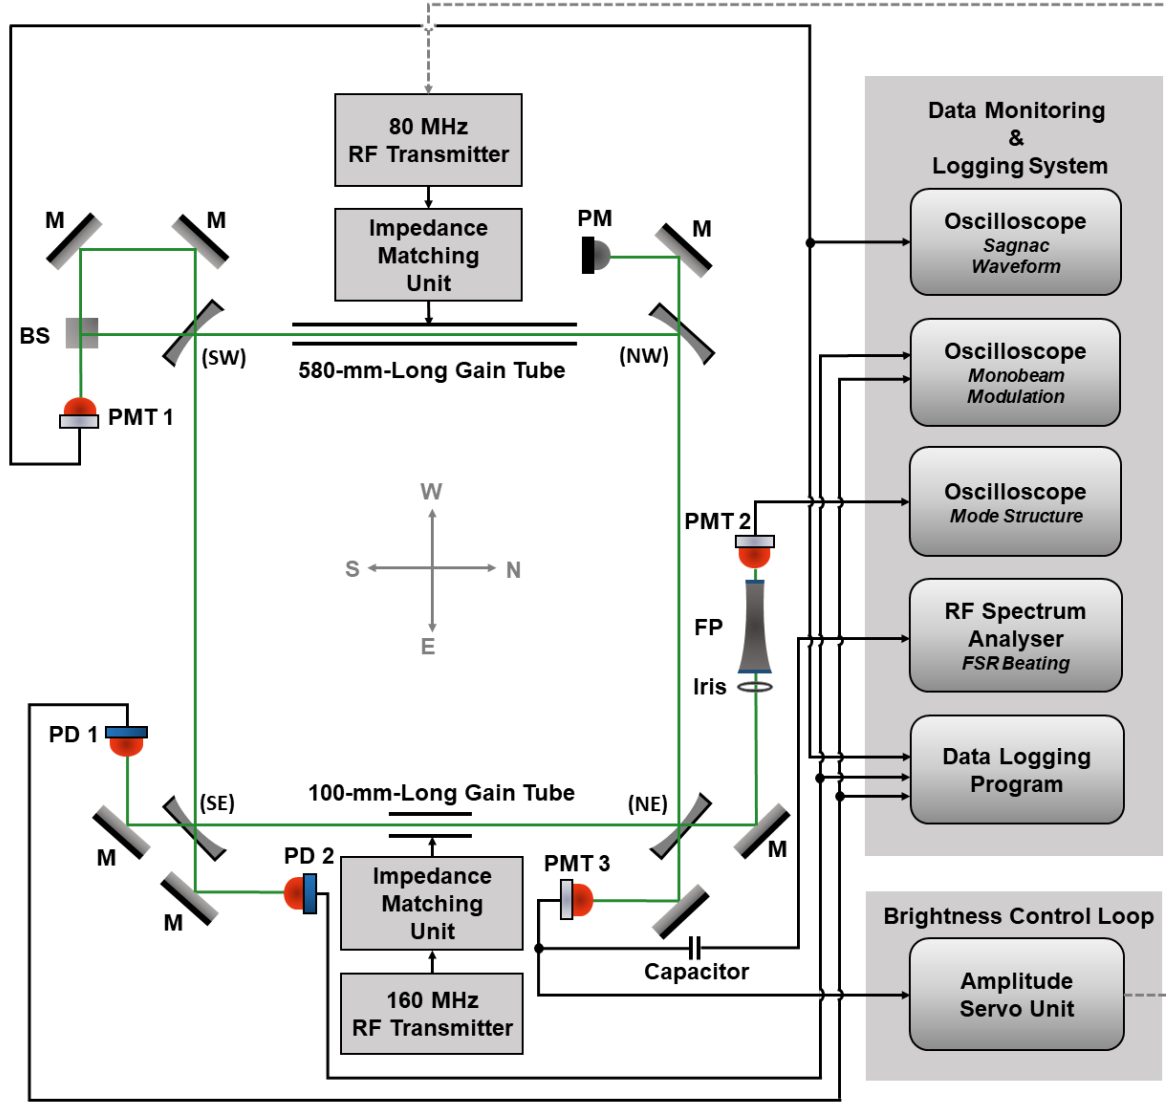 80 MHz
RF Transmitter
Impedance
Matching
Unit
M
M
PM
M
BS
(SW)
(NW)
580-mm-Long Gain Tube
PMT 1
W
S
N
E
PMT 2
FP
Iris
PD 1
(SE)
100-mm-Long Gain Tube
(NE)
M
M
M
PD 2
PMT 3
Impedance
Matching
Unit
Capacitor
160 MHz
RF Transmitter
Data Monitoring
&
Logging System
Oscilloscope
Sagnac
Waveform
Oscilloscope
Monobeam
Modulation
Oscilloscope
Mode Structure
RF Spectrum
Analyser
FSR Beating
Data Logging
Program
Brightness Control Loop
Amplitude
Servo Unit